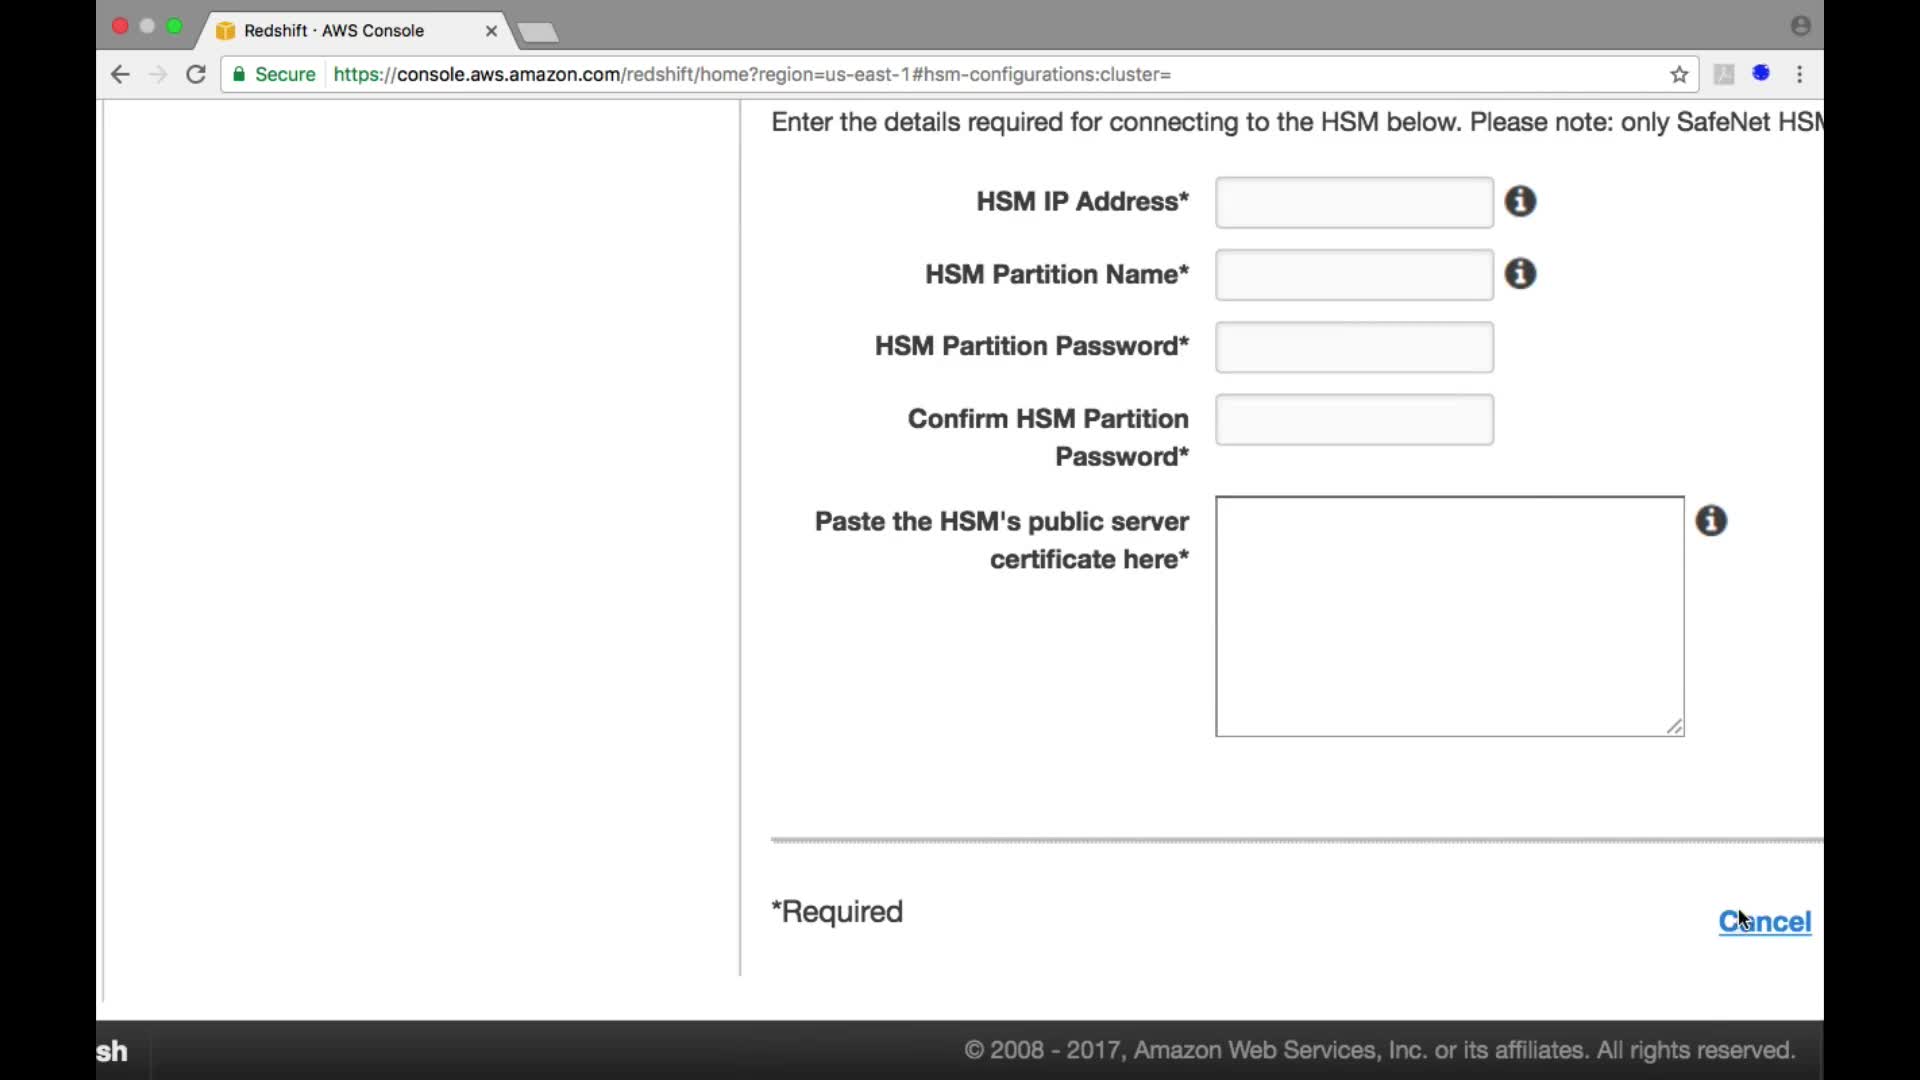 Redshift · AWS Console
Secure https://console.aws.amazon.com/redshift/home?region=us-east-1#hsm-configurations:cluster=
Enter the details required for connecting to the HSM below. Please note: only SafeNet HSM
HSM IP Address*
HSM Partition Name*
HSM Partition Password*
Confirm HSM Partition
Password*
Paste the HSM's public server
certificate here*
*Required
Cancel
sh
© 2008 - 2017, Amazon Web Services, Inc. or its affiliates. All rights reserved.